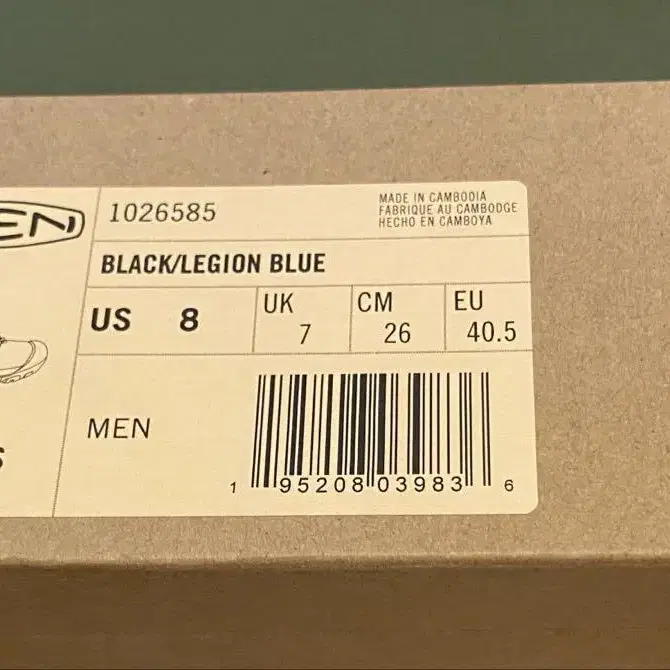 EN
1026585
MADE IN CAMBODIA
FABRIQUE AU CAMBODGE
HECHO EN CAMBOYA
BLACK/LEGION BLUE
US 8
UK 7
CM 26
EU 40.5
MEN
1 95208 03983 6